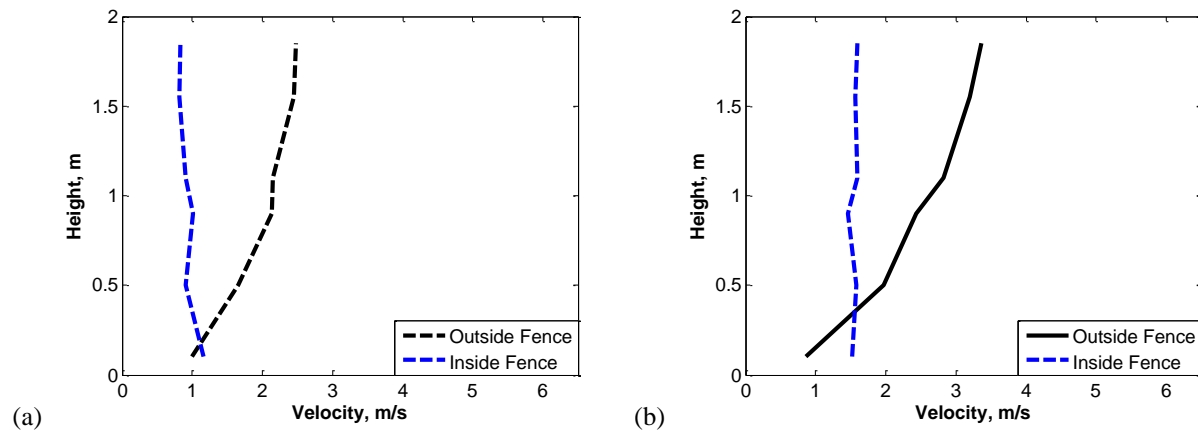 2
1.5
1
0.5
0
Height, m
0 1 2 3 4 5 6
Velocity, m/s
Outside Fence
Inside Fence
(a)
2
1.5
1
0.5
0
Height, m
0 1 2 3 4 5 6
Velocity, m/s
Outside Fence
Inside Fence
(b)